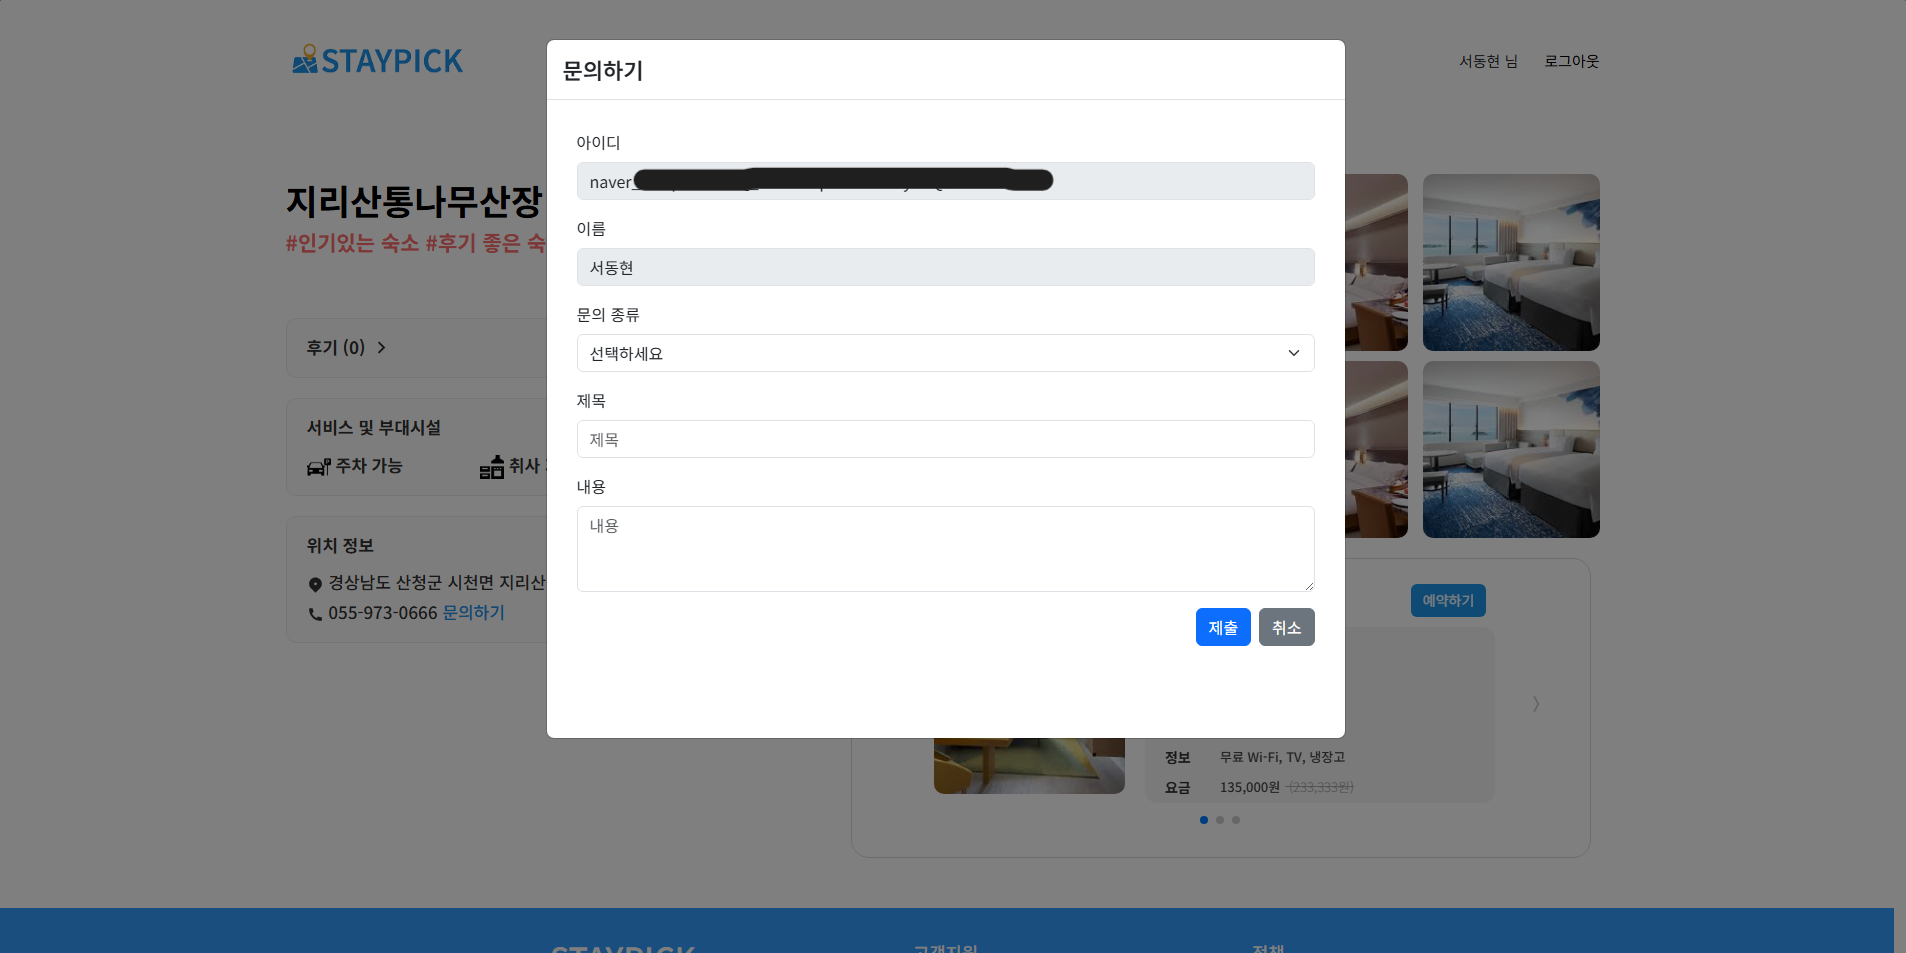 STAYPICK
서동현 님 로그아웃
문의하기
아이디
naver_
이름
서동현
문의 종류
선택하세요
제목
제목
내용
내용
제출 취소
지리산통나무산장
#인기있는 숙소 #후기 좋은 숙
후기 (0)
서비스 및 부대시설
주차 가능 취사
위치 정보
경상남도 산청군 시천면 지리산
055-973-0666 문의하기
예약하기
정보 무료 Wi-Fi, TV, 냉장고
요금 135,000원 (233,333원)
STAYPICK 고객지원 정책